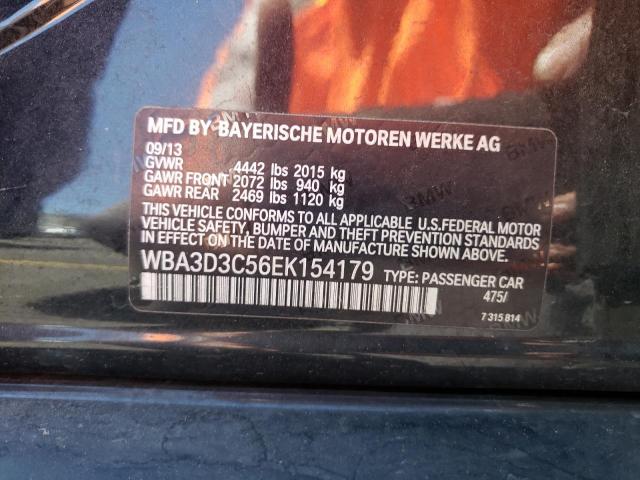 MFD BY BAYERISCHE MOTOREN WERKE AG
09/13
GVWR 4442 lbs 2015 kg
GAWR FRONT 2072 lbs 940 kg
GAWR REAR 2469 lbs 1120 kg
THIS VEHICLE CONFORMS TO ALL APPLICABLE U.S.FEDERAL MOTOR
VEHICLE SAFETY, BUMPER AND THEFT PREVENTION STANDARDS
IN EFFECT ON THE DATE OF MANUFACTURE SHOWN ABOVE.
WBA3D3C56EK154179 TYPE: PASSENGER CAR
475/
7 315 814